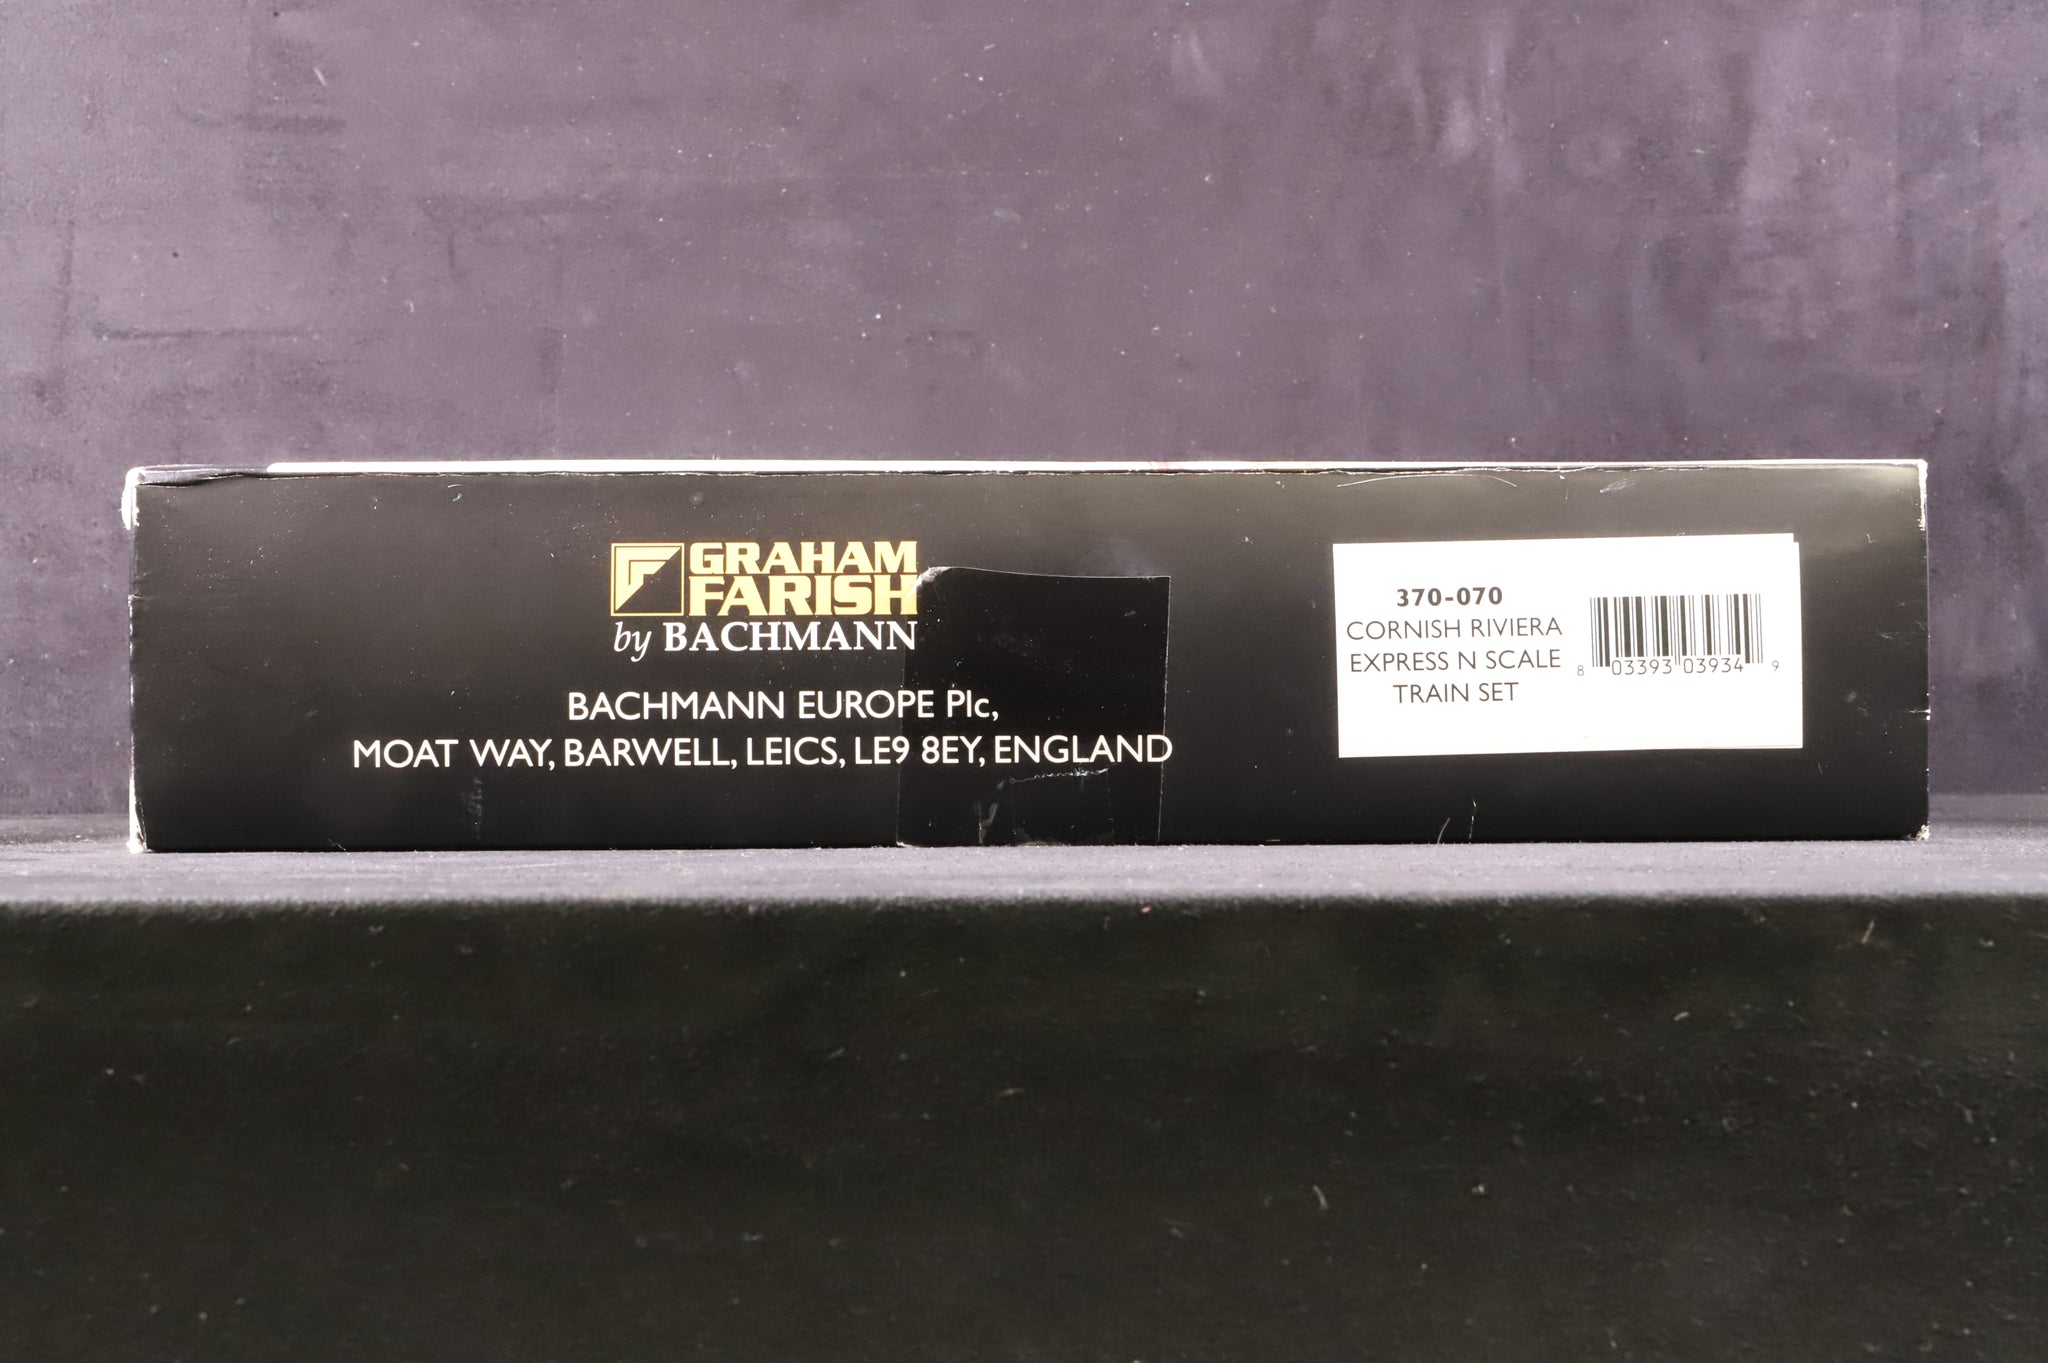 GRAHAM
FARISH
by BACHMANN
BACHMANN EUROPE Plc,
MOAT WAY, BARWELL, LEICS, LE9 8EY, ENGLAND
370-070
CORNISH RIVIERA
EXPRESS N SCALE
TRAIN SET
8 03393 03934 9